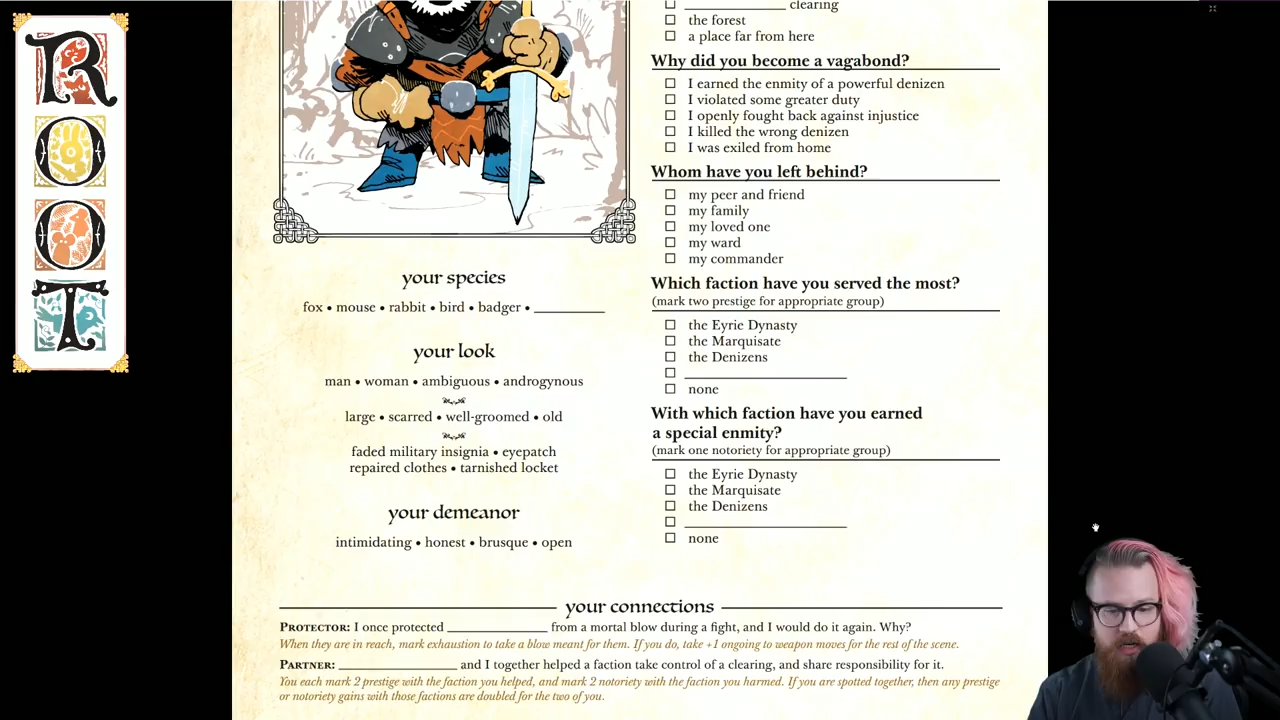 ROOT
____________ clearing
the forest
a place far from here
Why did you become a vagabond?
I earned the enmity of a powerful denizen
I violated some greater duty
I openly fought back against injustice
I killed the wrong denizen
I was exiled from home
Whom have you left behind?
my peer and friend
my family
my loved one
my ward
my commander
Which faction have you served the most?
(mark two prestige for appropriate group)
the Eyrie Dynasty
the Marquisate
the Denizens
____________________
none
With which faction have you earned
a special enmity?
(mark one notoriety for appropriate group)
the Eyrie Dynasty
the Marquisate
the Denizens
____________________
none
your species
fox • mouse • rabbit • bird • badger • _________
your look
man • woman • ambiguous • androgynous
large • scarred • well-groomed • old
faded military insignia • eyepatch
repaired clothes • tarnished locket
your demeanor
intimidating • honest • brusque • open
your connections
PROTECTOR: I once protected ____________ from a mortal blow during a fight, and I would do it again. Why?
When they are in reach, mark exhaustion to take a blow meant for them. If you do, take +1 ongoing to weapon moves for the rest of the scene.
PARTNER: ______________ and I together helped a faction take control of a clearing, and share responsibility for it.
You each mark 2 prestige with the faction you helped, and mark 2 notoriety with the faction you harmed. If you are spotted together, then any prestige
or notoriety gains with those factions are doubled for the two of you.